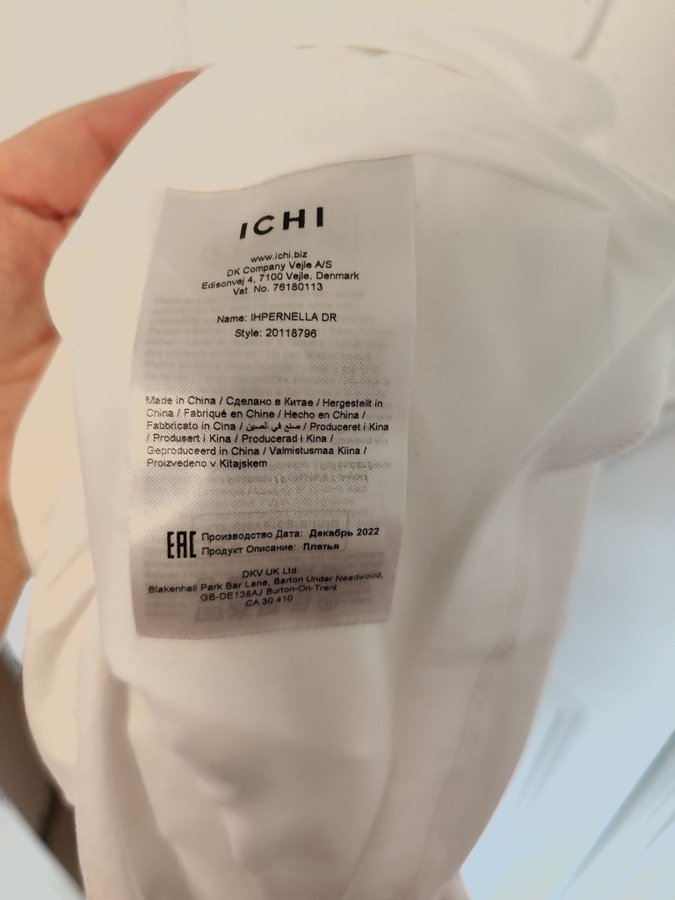 ICHI
www.ichi.biz
DK Company Vejle A/S
Edisonvej 4, 7100 Vejle, Denmark
Vat No. 76180113
Name: IHPERNELLA DR
Style: 20118796
Made in China / Сделано в Китае / Hergestellt in
China / Fabriqué en Chine / Hecho en China /
Fabbricato in Cina / صنع في الصين / Produceret i Kina
/ Produsert i Kina / Producerad i Kina /
Geproduceerd in China / Valmistusmaa Kiina /
Proizvedeno v Kitajskem
EAC Производство Дата: Декабрь 2022
Продукт Описание: Платья
DKV UK Ltd.
Blakenhall Park Bar Lane, Barton Under Needwood,
GB-DE138AJ Burton-On-Trent
CA 30 410